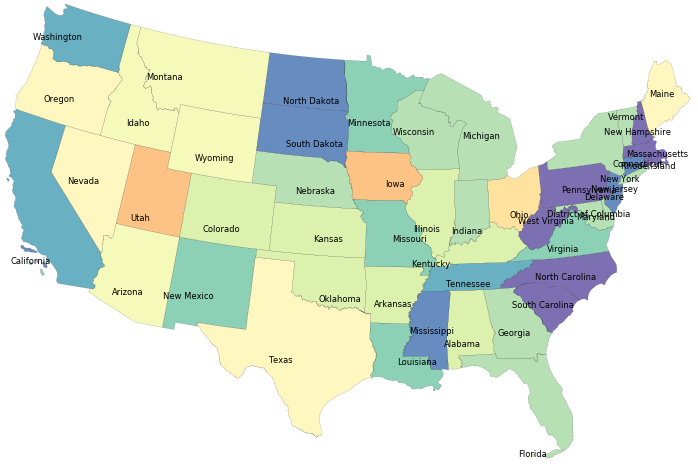 Washington
Montana
Maine
Oregon
North Dakota
Minnesota
Vermont
Idaho
Wisconsin
Michigan
New Hampshire
South Dakota
Massachusetts
Wyoming
Connecticut
Rhode Island
Nevada
Nebraska
Iowa
New York
Pennsylvania
New Jersey
Delaware
Utah
Ohio
District of Columbia
Maryland
Colorado
Kansas
Illinois
Indiana
West Virginia
Missouri
Virginia
California
Kentucky
North Carolina
Arizona
New Mexico
Tennessee
Oklahoma
Arkansas
South Carolina
Mississippi
Georgia
Alabama
Texas
Louisiana
Florida